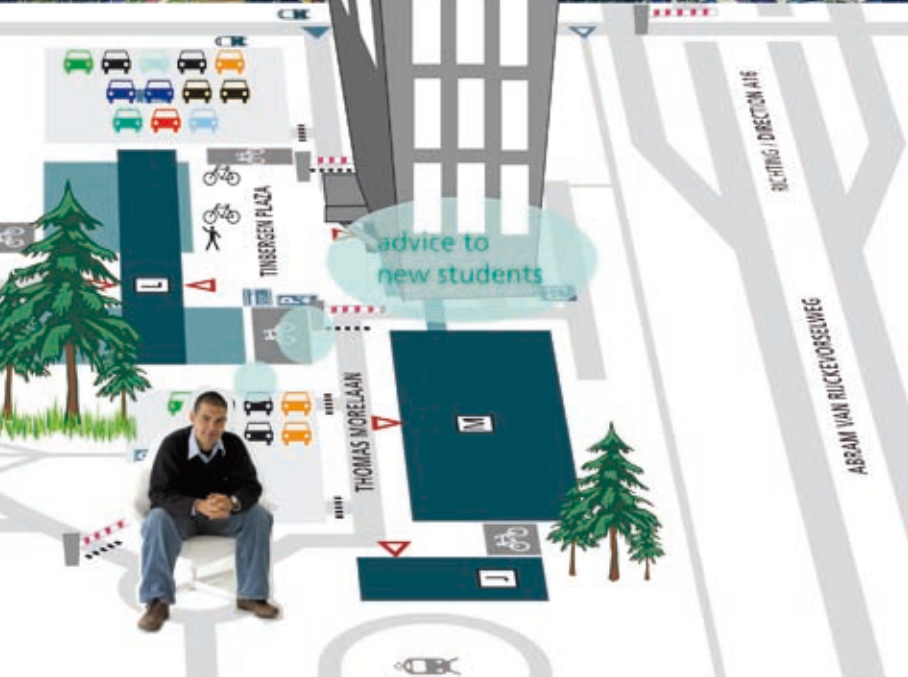 RICHTING / DIRECTION A16
TINBERGEN PLAZA
advice to
new students
L
THOMAS MORELAAN
M
ABRAM VAN RIJCKEVORSELWEG
J